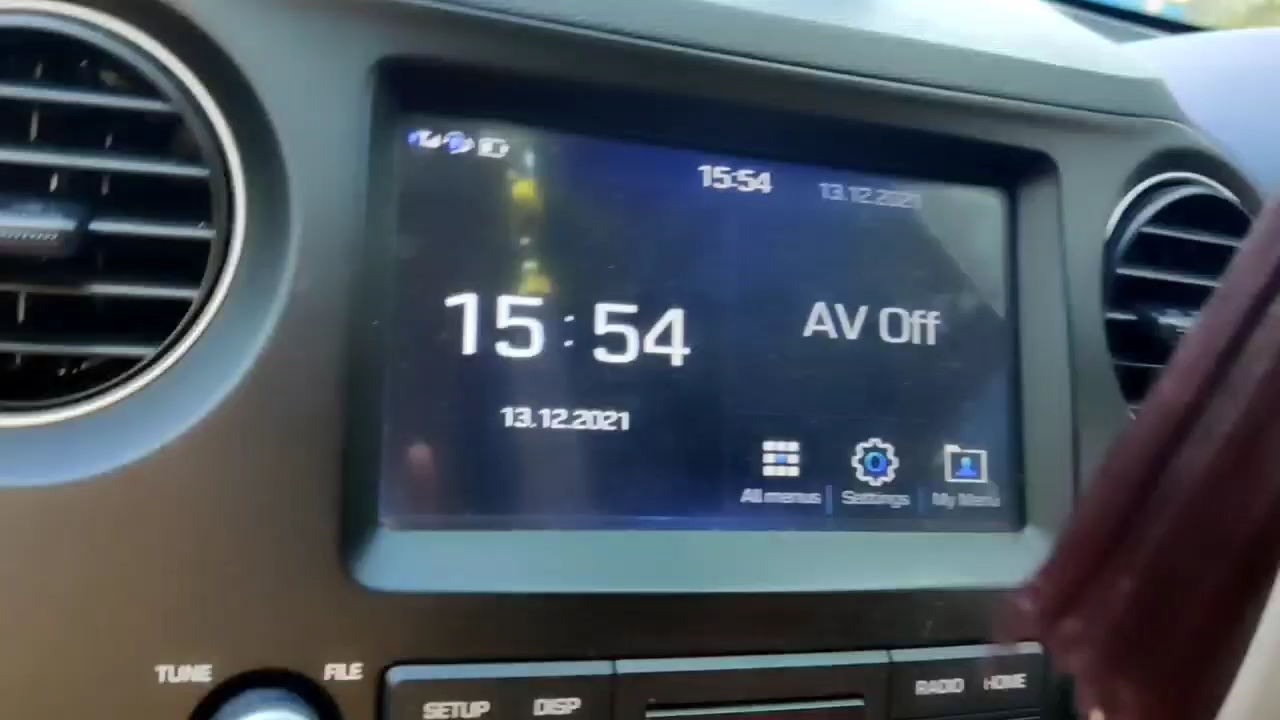 15:54 13.12.2021
15:54
AV Off
13.12.2021
All menus Settings My Menu
TUNE FILE
SETUP DISP RADIO HOME